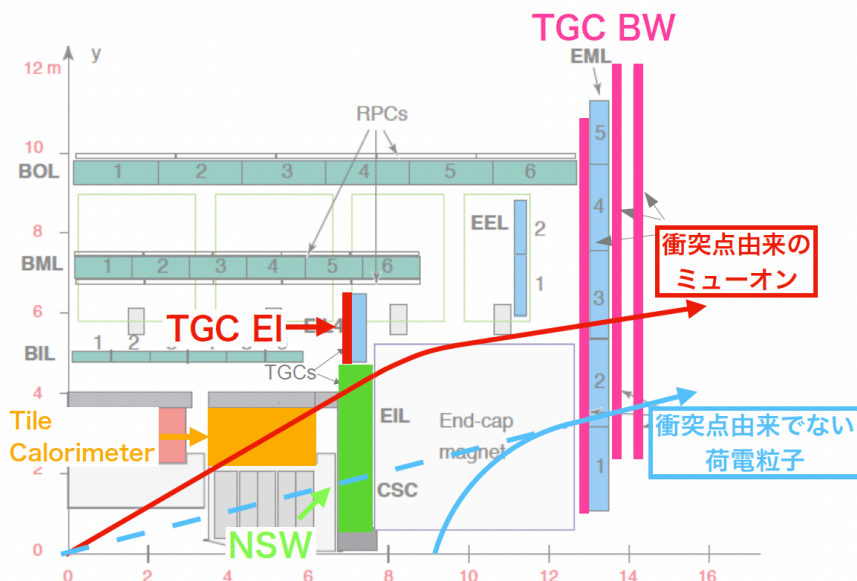 TGC BW
EML
y
12 m
RPCs
10
BOL
1 2 3 4 5 6
5
8
EEL
2
4
衝突点由来の
ミューオン
BML
1 2 3 4 5 6
1
6
3
TGC EI
BIL
1 2
TGCs
4
2
Tile
Calorimeter
EIL
End-cap
magnet
衝突点由来でない
荷電粒子
2
CSC
1
NSW
0
0 2 4 6 8 10 12 14 16